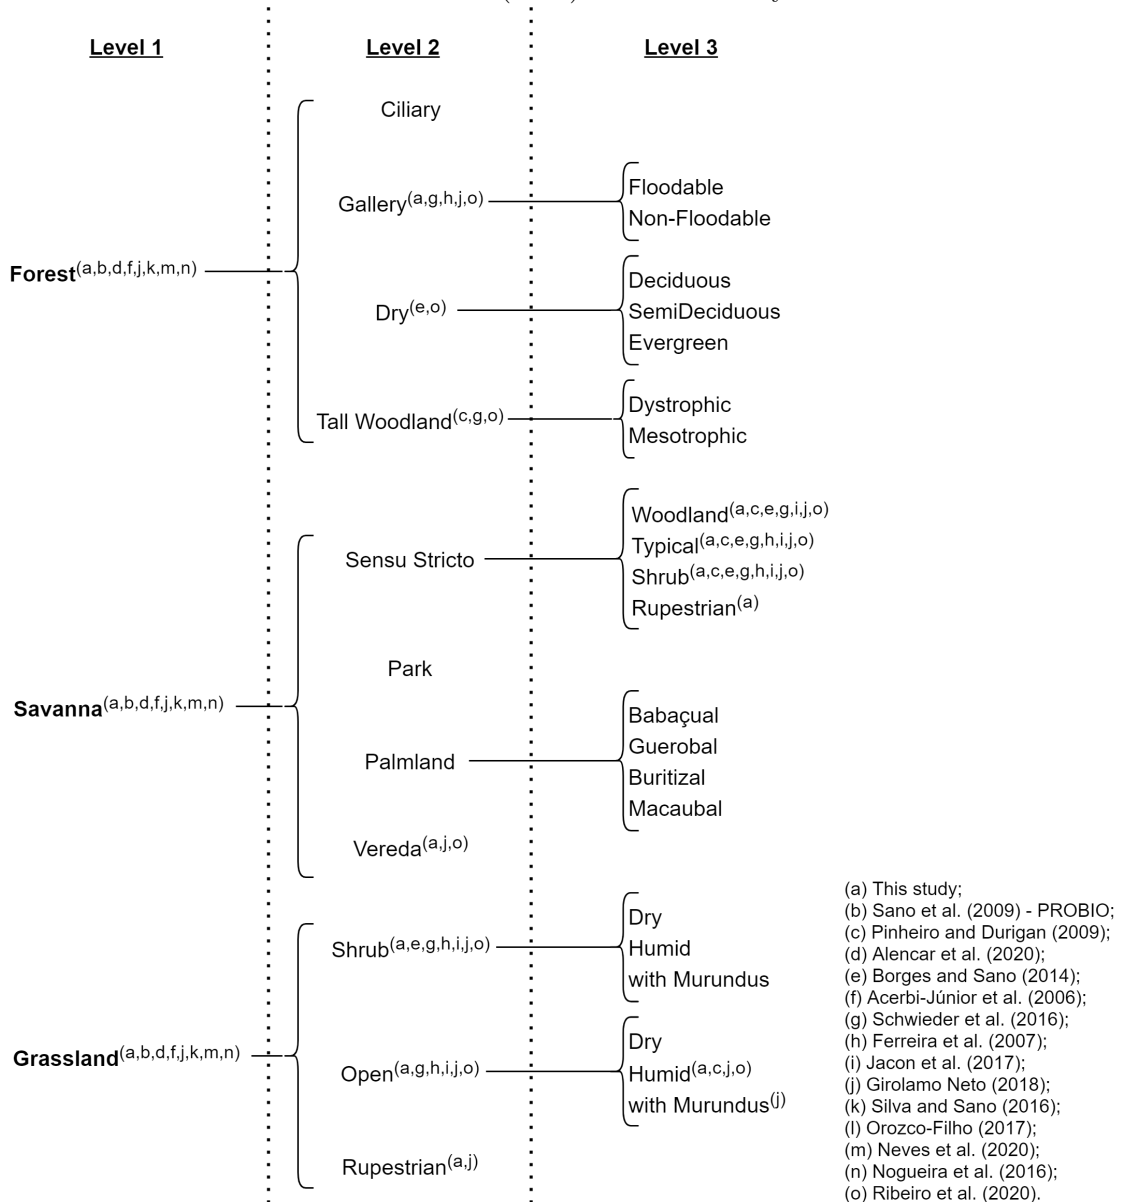 Level 1
Level 2
Level 3
Ciliary
Gallery(a,g,h,j,o)
Floodable
Non-Floodable
Forest(a,b,d,f,j,k,m,n)
Dry(e,o)
Deciduous
SemiDeciduous
Evergreen
Tall Woodland(c,g,o)
Dystrophic
Mesotrophic
Sensu Stricto
Woodland(a,c,e,g,i,j,o)
Typical(a,c,e,g,h,i,j,o)
Shrub(a,c,e,g,h,i,j,o)
Rupestrian(a)
Park
Savanna(a,b,d,f,j,k,m,n)
Palmland
Babaçual
Guerobal
Buritizal
Macaubal
Vereda(a,j,o)
Shrub(a,e,g,h,i,j,o)
Dry
Humid
with Murundus
Grassland(a,b,d,f,j,k,m,n)
Open(a,g,h,i,j,o)
Dry
Humid(a,c,j,o)
with Murundus(j)
Rupestrian(a,j)
(a) This study;
(b) Sano et al. (2009) - PROBIO;
(c) Pinheiro and Durigan (2009);
(d) Alencar et al. (2020);
(e) Borges and Sano (2014);
(f) Acerbi-Júnior et al. (2006);
(g) Schwieder et al. (2016);
(h) Ferreira et al. (2007);
(i) Jacon et al. (2017);
(j) Girolamo Neto (2018);
(k) Silva and Sano (2016);
(l) Orozco-Filho (2017);
(m) Neves et al. (2020);
(n) Nogueira et al. (2016);
(o) Ribeiro et al. (2020).